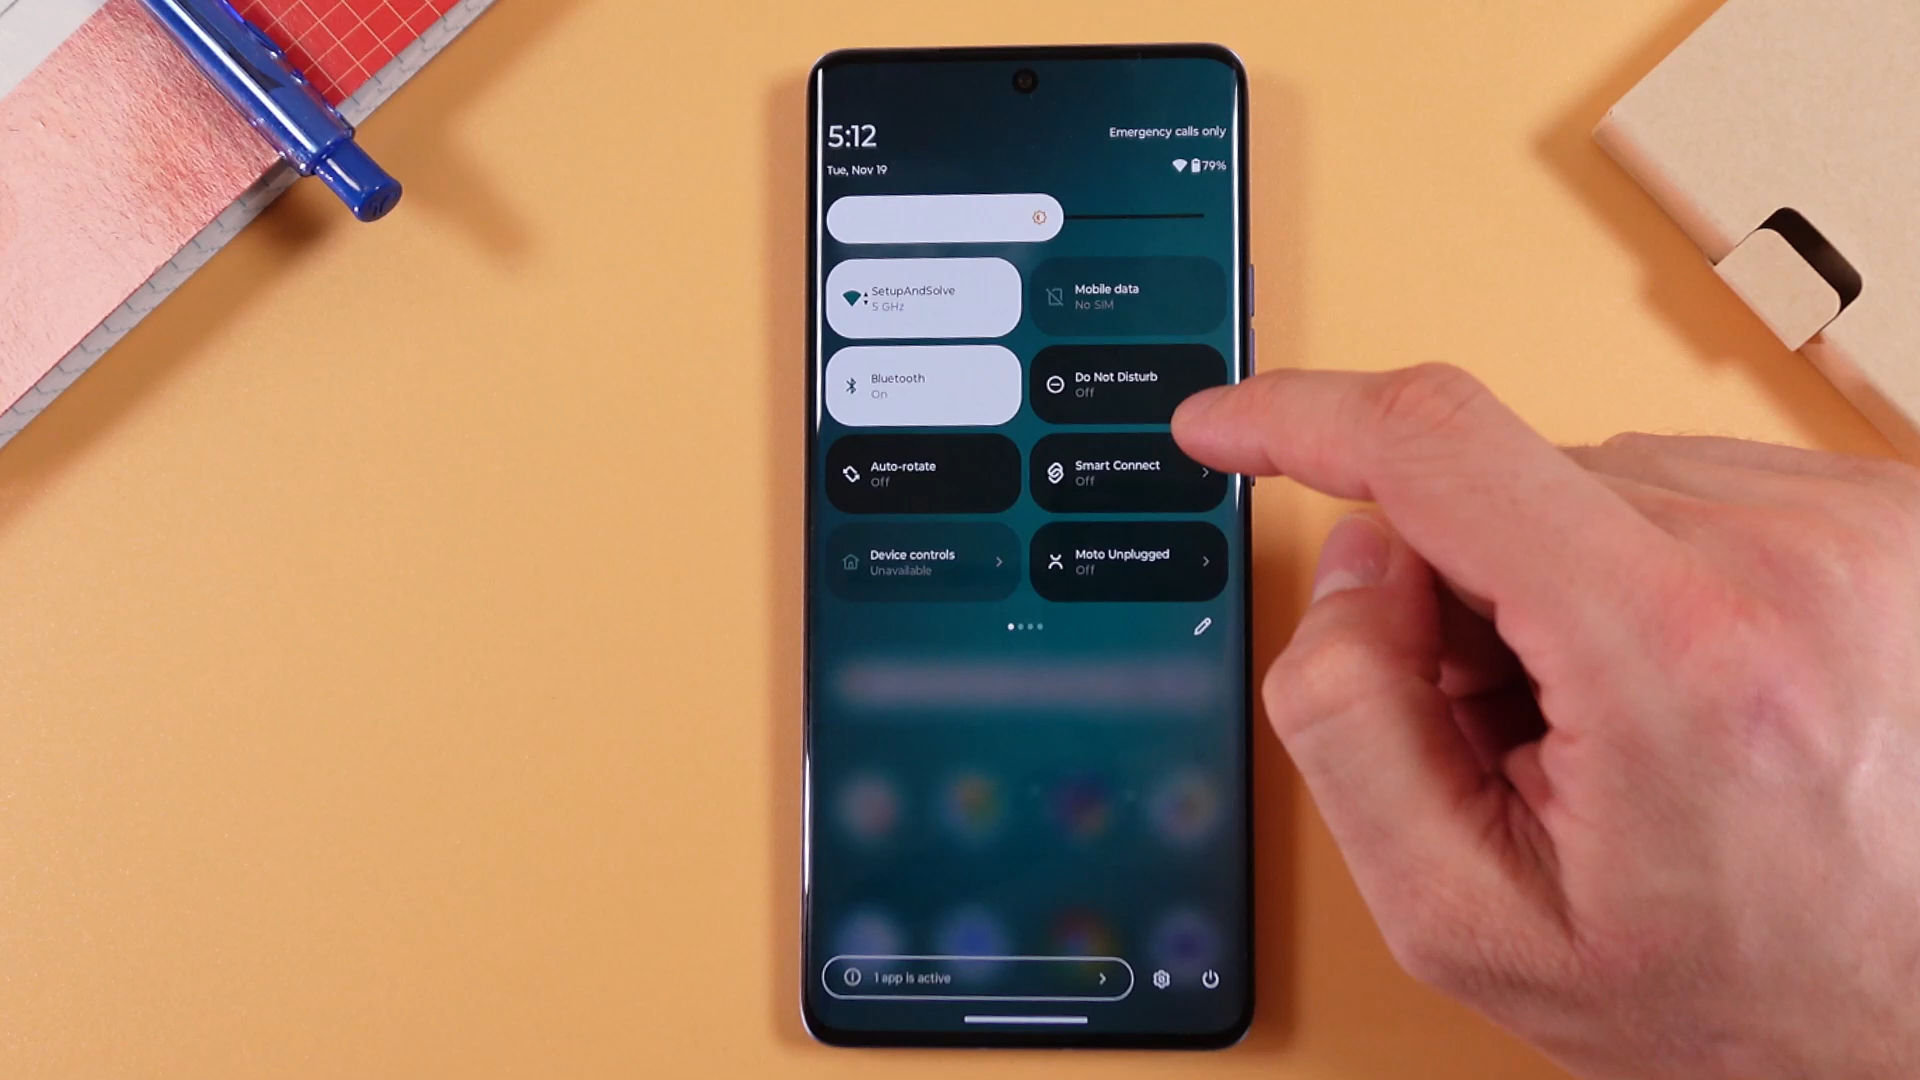 5:12
Emergency calls only
Tue, Nov 19
79%
SetupAndSolve
5 GHz
Mobile data
No SIM
Bluetooth
On
Do Not Disturb
Off
Auto-rotate
Off
Smart Connect
Off
Device controls
Unavailable
Moto Unplugged
Off
1 app is active